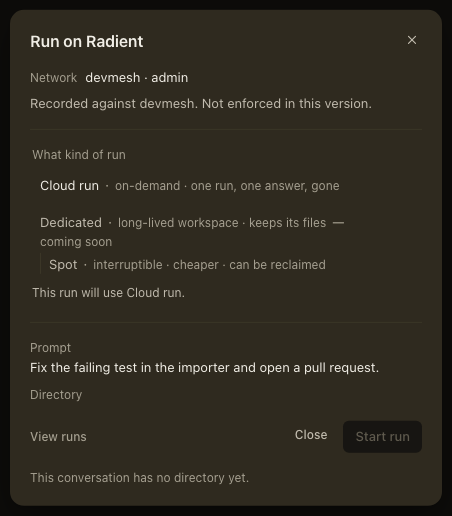 Run on Radient
Network devmesh · admin
Recorded against devmesh. Not enforced in this version.
What kind of run
Cloud run · on-demand · one run, one answer, gone
Dedicated · long-lived workspace · keeps its files —
coming soon
Spot · interruptible · cheaper · can be reclaimed
This run will use Cloud run.
Prompt
Fix the failing test in the importer and open a pull request.
Directory
View runs
Close
Start run
This conversation has no directory yet.